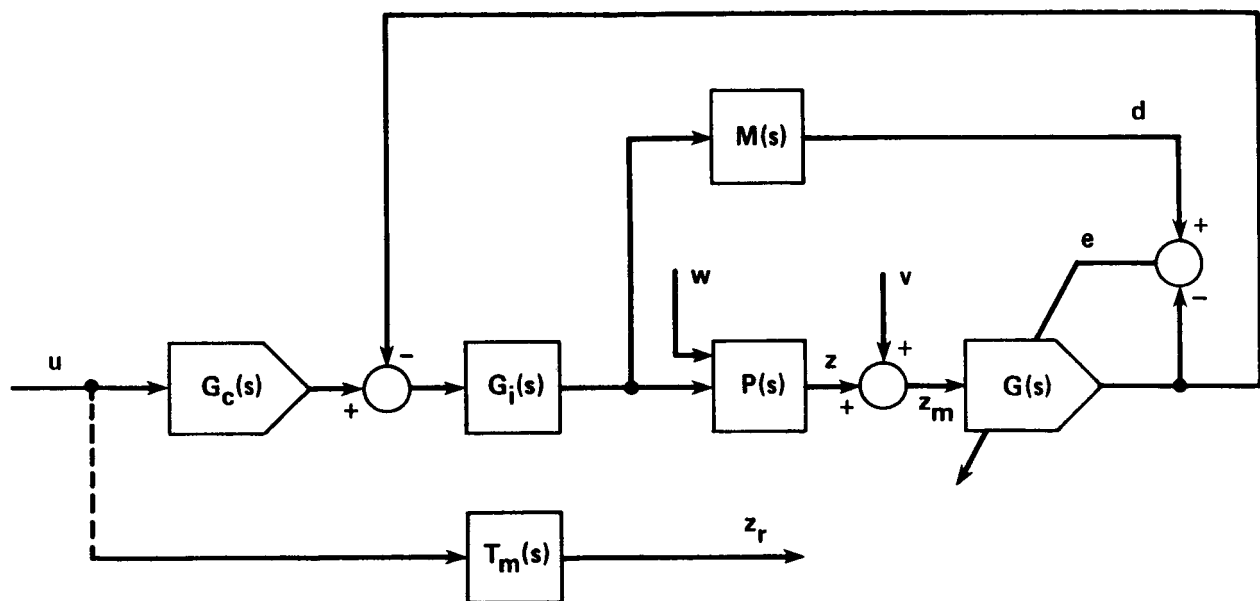 M(s)
d
+
e
-
w
v
u
-
+
G_c(s)
+
G_i(s)
P(s)
z
+
z_m
G(s)
T_m(s)
z_r